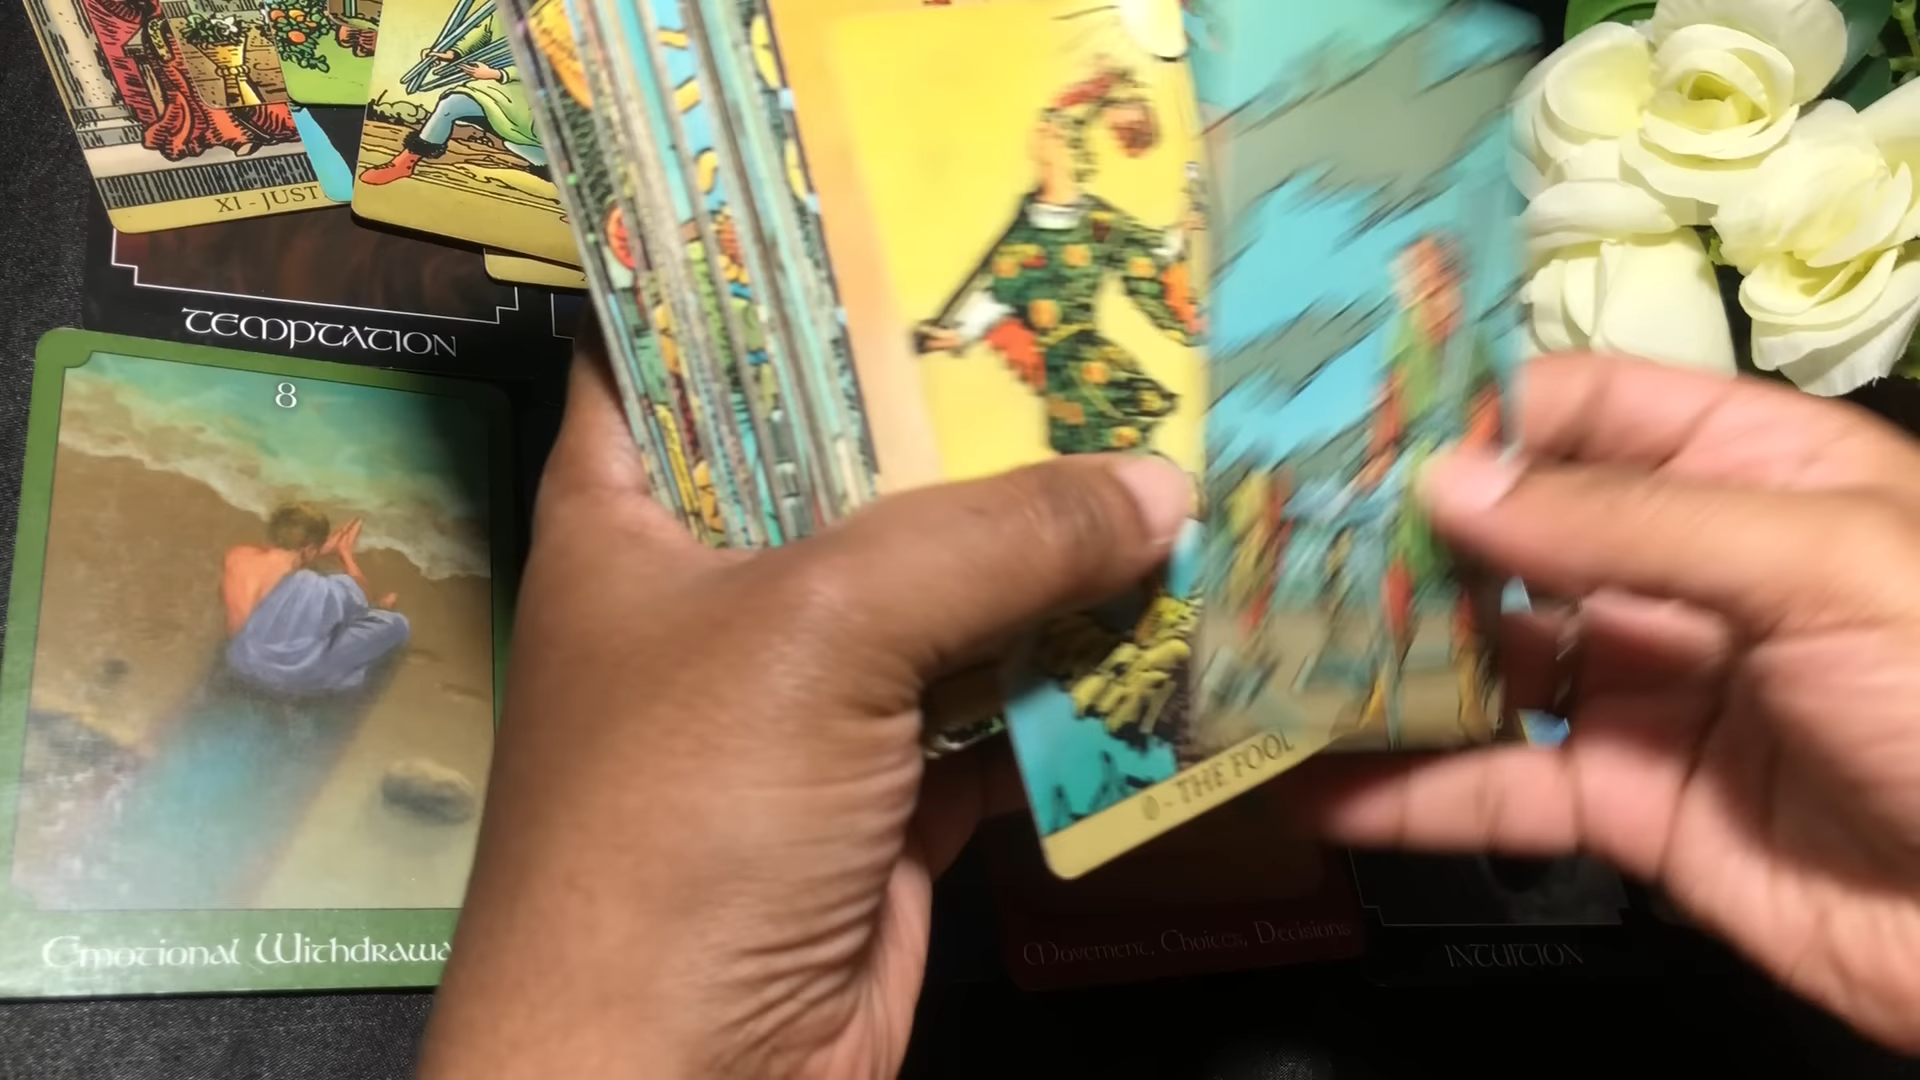 XI - JUST
TEMPTATION
8
Emotional Withdrawa
0 - THE FOOL
Movement, Choices, Decisions
INTUITION